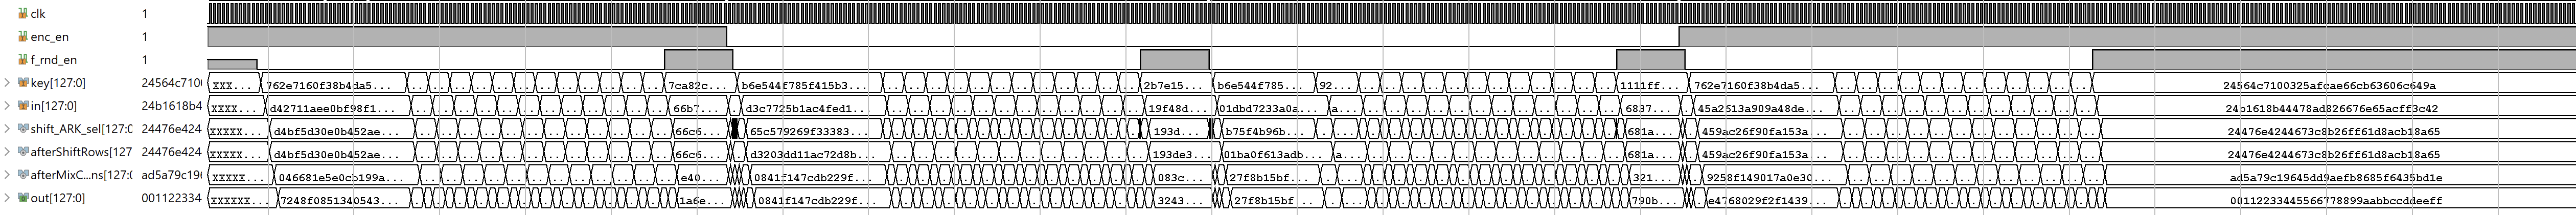 clk 1
enc_en 1
f_rnd_en 1
key[127:0] 24564c710( XXX... 762e7160f38b4da5... 7ca82c... b6e544f785f415b3... 2b7e15... b6e544f785... 92... 1111ff... 762e7160f38b4da5... 24564c7100325afcae66cb63606c649a
in[127:0] 24b1618b4 XXXX... d42711aee0bf98f1... 66b7... d3c7725b1ac4fed1... 19f48d... 01dbd7233a0a... a... 6837... 45a2513a909a48de... 24b1618b44478ad826676e65acff3c42
shift_ARK_sel[127:0 24476e424 XXXXX... d4bf5d30e0b452ae... 66c6... 65c579269f33383... 193d... b75f4b96b... 681a... 459ac26f90fa153a... 24476e4244673c8b26ff61d8acb18a65
afterShiftRows[127 24476e424 XXXXX... d4bf5d30e0b452ae... 66c6... d3203dd11ac72d8b... 193de3... 01ba0f613adb... a... 681a... 459ac26f90fa153a... 24476e4244673c8b26ff61d8acb18a65
afterMixC...ns[127:( ad5a79c19( XXXXX... 046681e5e0cb199a... e40... 0841f147cdb229f... 083c... 27f8b15bf... 321... 9258f149017a0e30... ad5a79c19645dd9aefb8685f6435bd1e
out[127:0] 001122334 XXXXXX... 7248f0851340543... 1a6e... 0841f147cdb229f... 3243... 27f8b15bf... 790b... e4768029f2f1439... 00112233445566778899aabbccddeeff